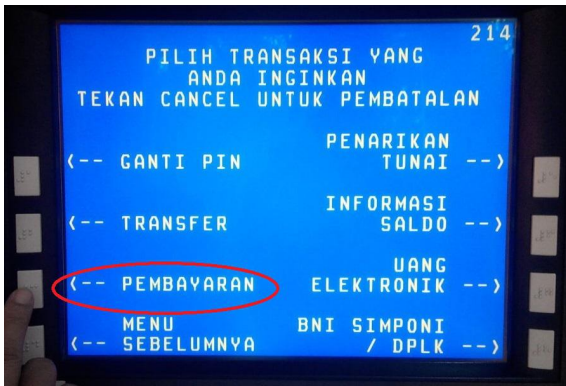 214
PILIH TRANSAKSI YANG
ANDA INGINKAN
TEKAN CANCEL UNTUK PEMBATALAN
<-- GANTI PIN
PENARIKAN
TUNAI -->
<-- TRANSFER
INFORMASI
SALDO -->
<-- PEMBAYARAN
UANG
ELEKTRONIK -->
MENU
<-- SEBELUMNYA
BNI SIMPONI
/ DPLK -->